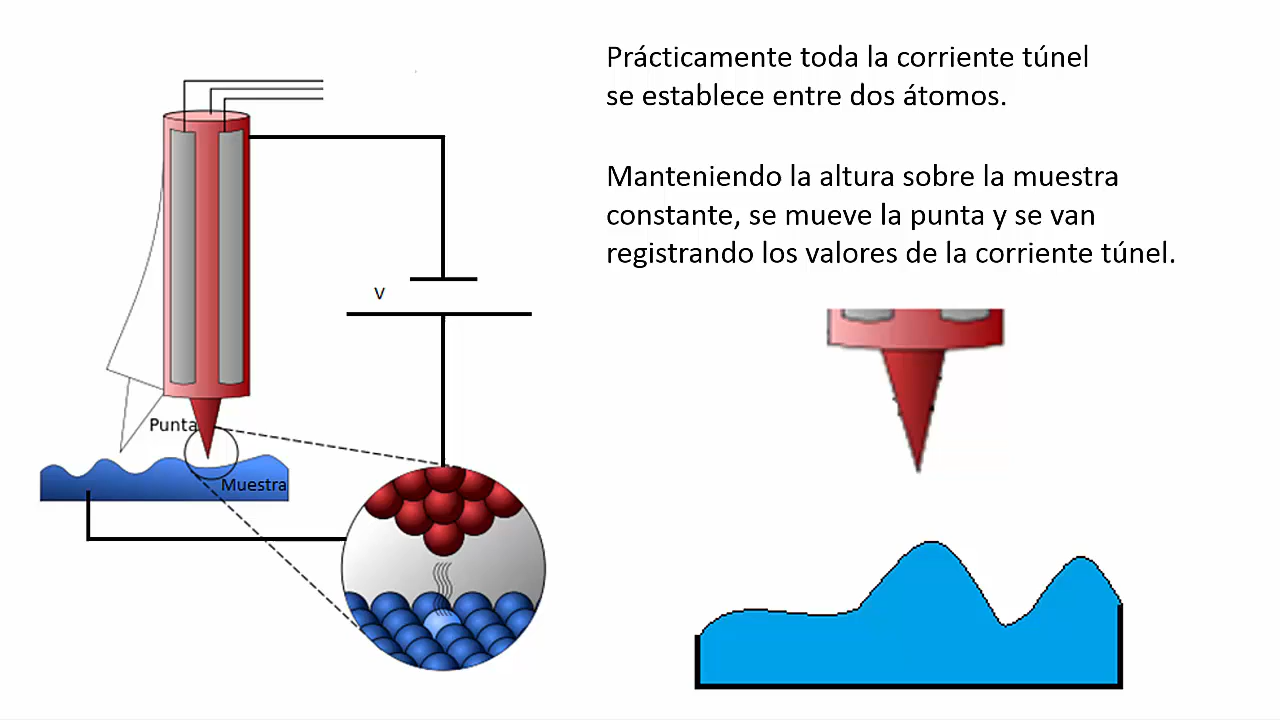 Prácticamente toda la corriente túnel
se establece entre dos átomos.
Manteniendo la altura sobre la muestra
constante, se mueve la punta y se van
registrando los valores de la corriente túnel.
V
Punta
Muestra